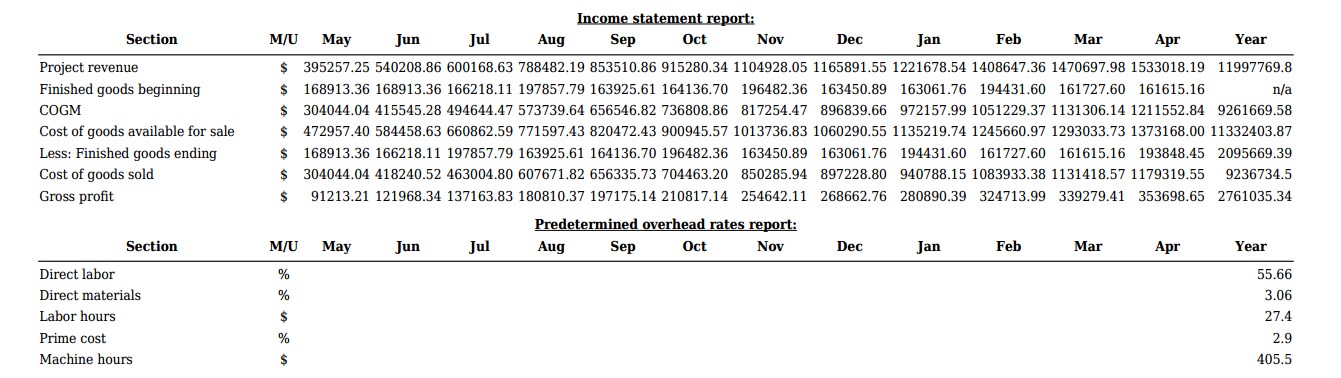 Income statement report:
Section M/U May Jun Jul Aug Sep Oct Nov Dec Jan Feb Mar Apr Year
Project revenue $ 395257.25 540208.86 600168.63 788482.19 853510.86 915280.34 1104928.05 1165891.55 1221678.54 1408647.36 1470697.98 1533018.19 11997769.8
Finished goods beginning $ 168913.36 168913.36 166218.11 197857.79 163925.61 164136.70 196482.36 163450.89 163061.76 194431.60 161727.60 161615.16 n/a
COGM $ 304044.04 415545.28 494644.47 573739.64 656546.82 736808.86 817254.47 896839.66 972157.99 1051229.37 1131306.14 1211552.84 9261669.58
Cost of goods available for sale $ 472957.40 584458.63 660862.59 771597.43 820472.43 900945.57 1013736.83 1060290.55 1135219.74 1245660.97 1293033.73 1373168.00 11332403.87
Less: Finished goods ending $ 168913.36 166218.11 197857.79 163925.61 164136.70 196482.36 163450.89 163061.76 194431.60 161727.60 161615.16 193848.45 2095669.39
Cost of goods sold $ 304044.04 418240.52 463004.80 607671.82 656335.73 704463.20 850285.94 897228.80 940788.15 1083933.38 1131418.57 1179319.55 9236734.5
Gross profit $ 91213.21 121968.34 137163.83 180810.37 197175.14 210817.14 254642.11 268662.76 280890.39 324713.99 339279.41 353698.65 2761035.34
Predetermined overhead rates report:
Section M/U May Jun Jul Aug Sep Oct Nov Dec Jan Feb Mar Apr Year
Direct labor % 55.66
Direct materials % 3.06
Labor hours $ 27.4
Prime cost % 2.9
Machine hours $ 405.5